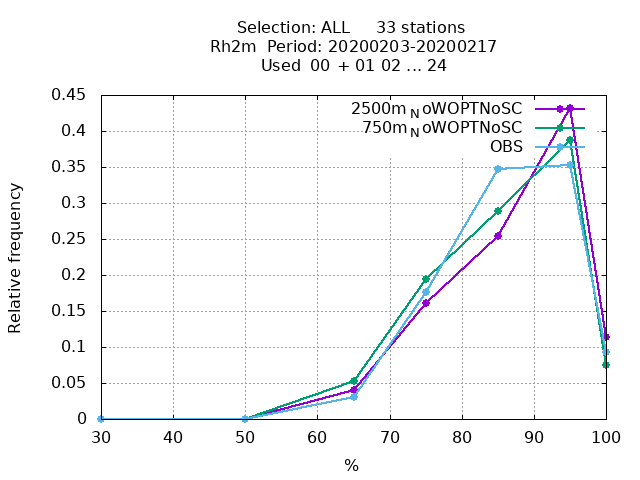 Selection: ALL 33 stations
Rh2m Period: 20200203-20200217
Used 00 + 01 02 ... 24
0.45
0.4
0.35
0.3
0.25
0.2
0.15
0.1
0.05
0
Relative frequency
2500m_NoWOPTNoSC
750m_NoWOPTNoSC
OBS
30 40 50 60 70 80 90 100
%